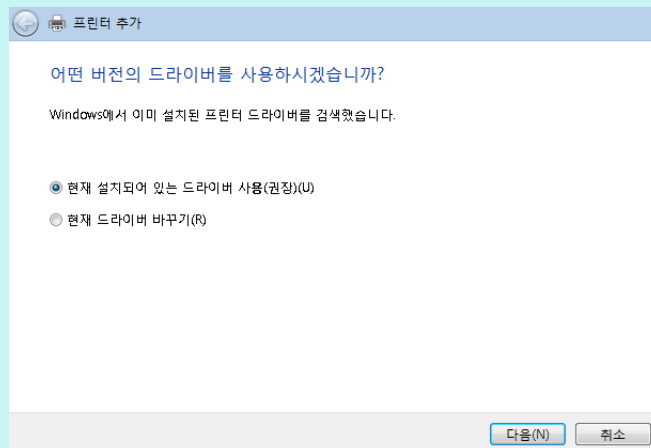 프린터 추가
어떤 버전의 드라이버를 사용하시겠습니까?
Windows에서 이미 설치된 프린터 드라이버를 검색했습니다.
현재 설치되어 있는 드라이버 사용(권장)(U)
현재 드라이버 바꾸기(R)
다음(N) 취소